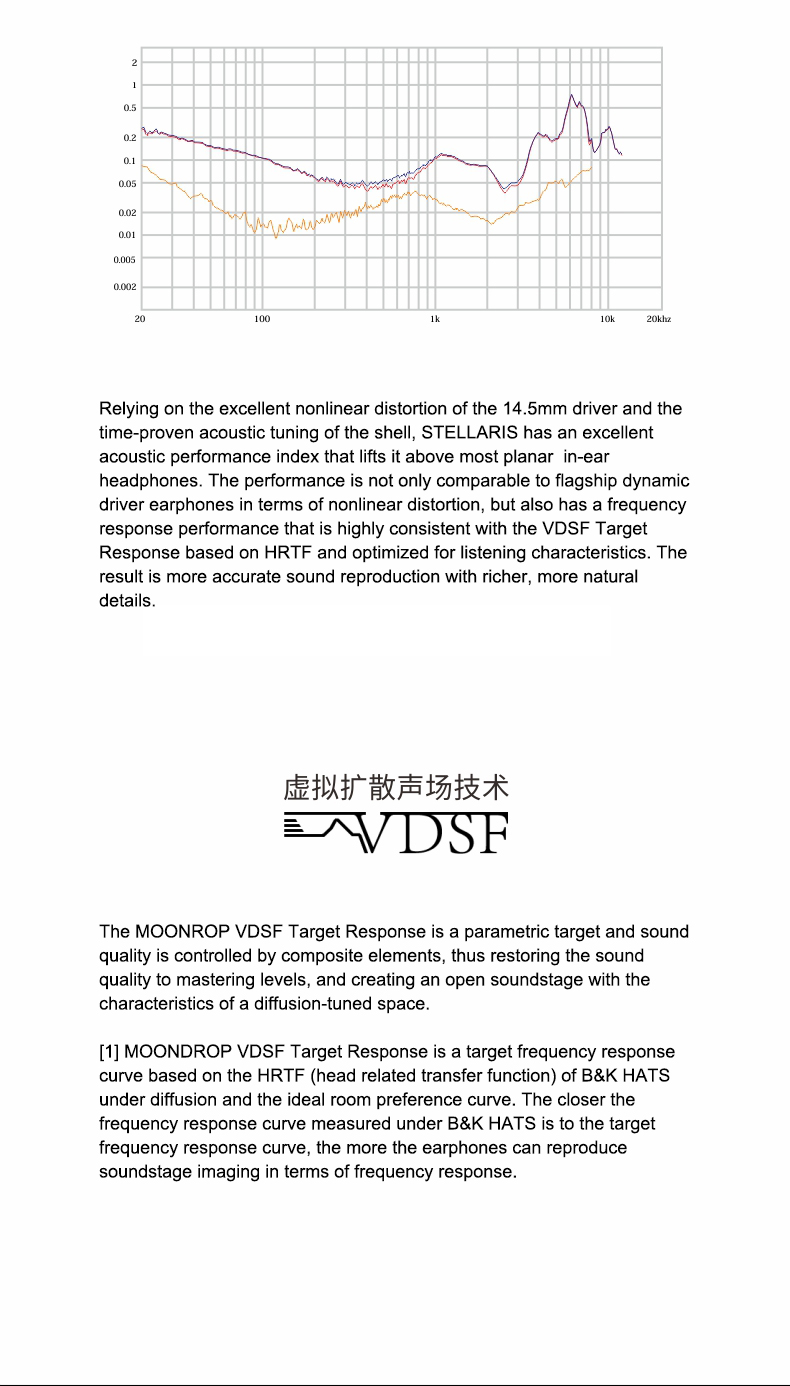 2
1
0.5
0.2
0.1
0.05
0.02
0.01
0.005
0.002
20 100 1k 10k 20khz
Relying on the excellent nonlinear distortion of the 14.5mm driver and the
time-proven acoustic tuning of the shell, STELLARIS has an excellent
acoustic performance index that lifts it above most planar in-ear
headphones. The performance is not only comparable to flagship dynamic
driver earphones in terms of nonlinear distortion, but also has a frequency
response performance that is highly consistent with the VDSF Target
Response based on HRTF and optimized for listening characteristics. The
result is more accurate sound reproduction with richer, more natural
details.
虚拟扩散声场技术
VDSF
The MOONROP VDSF Target Response is a parametric target and sound
quality is controlled by composite elements, thus restoring the sound
quality to mastering levels, and creating an open soundstage with the
characteristics of a diffusion-tuned space.
[1] MOONDROP VDSF Target Response is a target frequency response
curve based on the HRTF (head related transfer function) of B&K HATS
under diffusion and the ideal room preference curve. The closer the
frequency response curve measured under B&K HATS is to the target
frequency response curve, the more the earphones can reproduce
soundstage imaging in terms of frequency response.